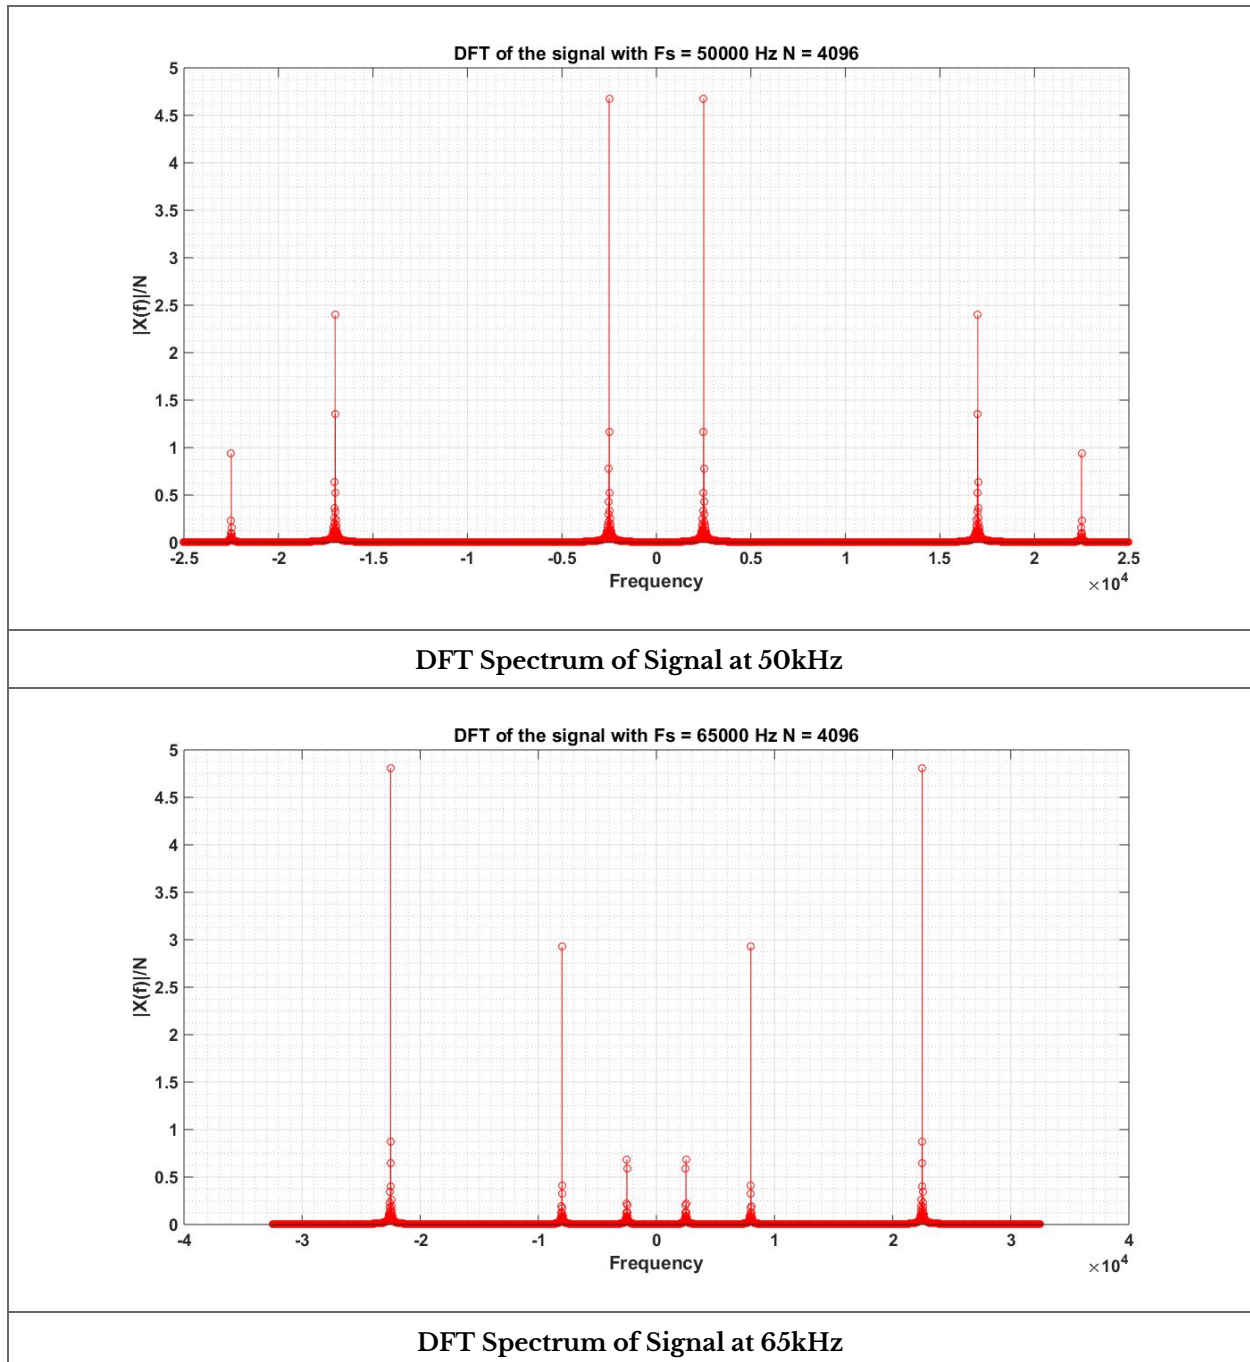 DFT of the signal with Fs = 50000 Hz N = 4096
5
4.5
4
3.5
3
2.5
2
1.5
1
0.5
0
|X(f)|/N
-2.5 -2 -1.5 -1 -0.5 0 0.5 1 1.5 2 2.5
Frequency
×10^4
DFT Spectrum of Signal at 50kHz
DFT of the signal with Fs = 65000 Hz N = 4096
5
4.5
4
3.5
3
2.5
2
1.5
1
0.5
0
|X(f)|/N
-4 -3 -2 -1 0 1 2 3 4
Frequency
×10^4
DFT Spectrum of Signal at 65kHz